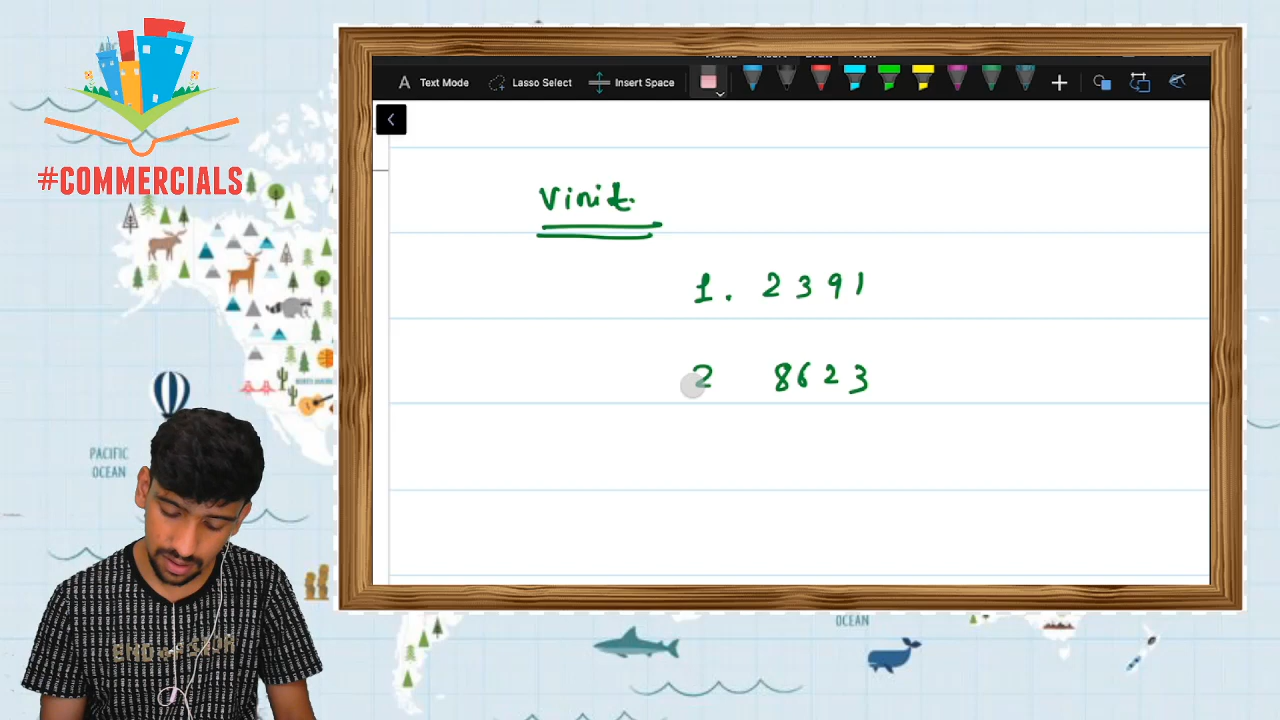 #COMMERCIALS
Text Mode
Lasso Select
Insert Space
Vinit.
1. 2391
2 8623
PACIFIC
OCEAN
OCEAN